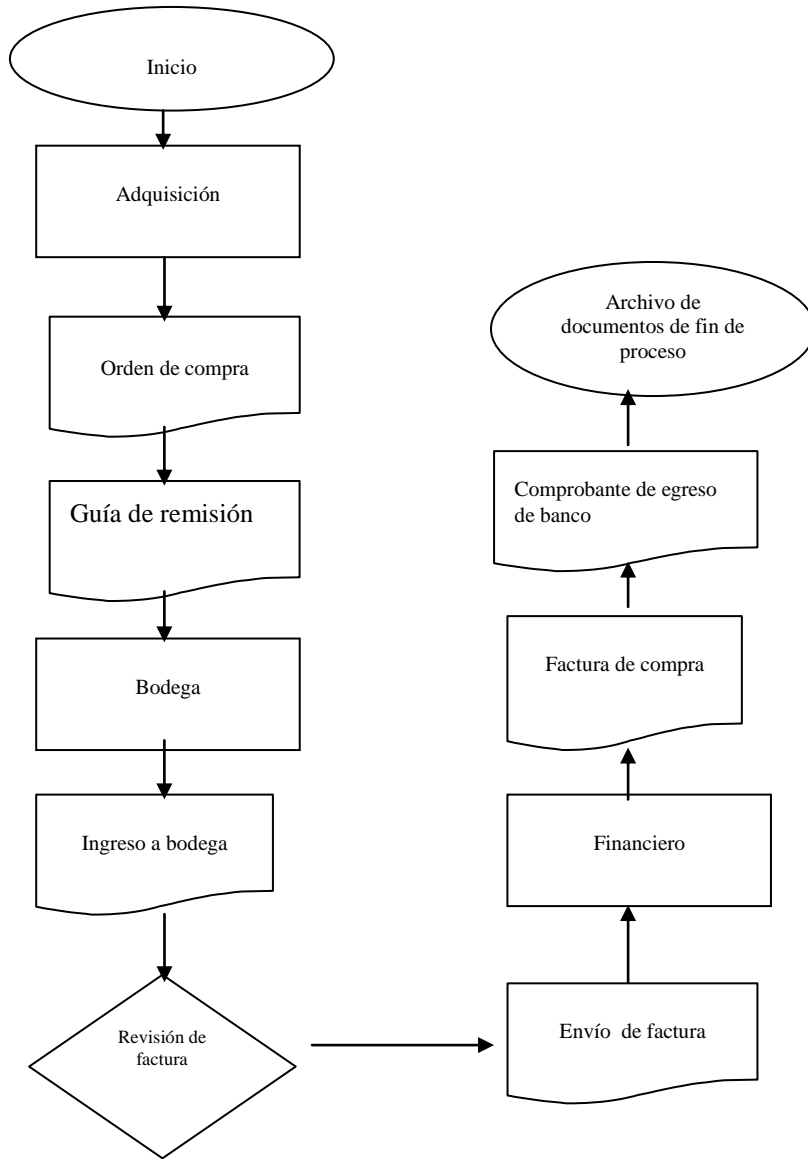 Inicio
Adquisición
Orden de compra
Guía de remisión
Bodega
Ingreso a bodega
Revisión de
factura
Envío  de factura
Financiero
Factura de compra
Comprobante de egreso
de banco
Archivo de
documentos de fin de
proceso